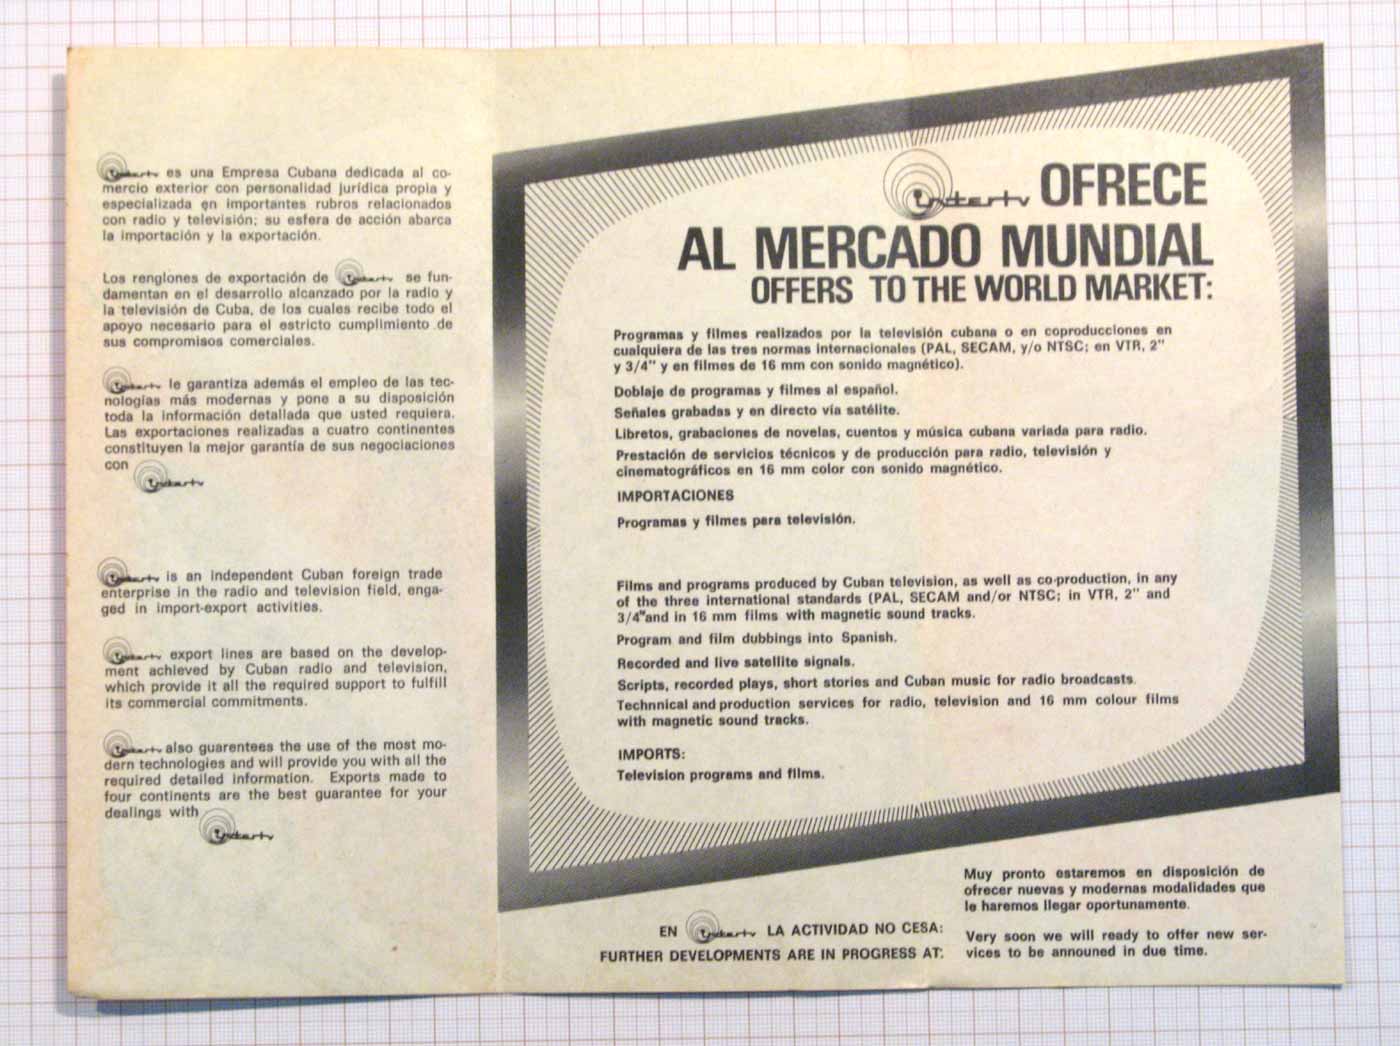 intertv es una Empresa Cubana dedicada al co-
mercio exterior con personalidad jurídica propia y
especializada en importantes rubros relacionados
con radio y televisión; su esfera de acción abarca
la importación y la exportación.
Los renglones de exportación de intertv se fun-
damentan en el desarrollo alcanzado por la radio y
la televisión de Cuba, de los cuales recibe todo el
apoyo necesario para el estricto cumplimiento de
sus compromisos comerciales.
intertv le garantiza además el empleo de las tec-
nologías más modernas y pone a su disposición
toda la información detallada que usted requiera.
Las exportaciones realizadas a cuatro continentes
constituyen la mejor garantía de sus negociaciones
con intertv
intertv is an independent Cuban foreign trade
enterprise in the radio and television field, enga-
ged in import-export activities.
intertv export lines are based on the develop-
ment achieved by Cuban radio and television,
which provide it all the required support to fulfill
its commercial commitments.
intertv also guarentees the use of the most mo-
dern technologies and will provide you with all the
required detailed information. Exports made to
four continents are the best guarantee for your
dealings with intertv
intertv OFRECE
AL MERCADO MUNDIAL
OFFERS TO THE WORLD MARKET:
Programas y filmes realizados por la televisión cubana o en coproducciones en
cualquiera de las tres normas internacionales (PAL, SECAM, y/o NTSC; en VTR, 2"
y 3/4" y en filmes de 16 mm con sonido magnético).
Doblaje de programas y filmes al español.
Señales grabadas y en directo vía satélite.
Libretos, grabaciones de novelas, cuentos y música cubana variada para radio.
Prestación de servicios técnicos y de producción para radio, televisión y
cinematográficos en 16 mm color con sonido magnético.
IMPORTACIONES
Programas y filmes para televisión.
Films and programs produced by Cuban television, as well as co-production, in any
of the three international standards (PAL, SECAM and/or NTSC; in VTR, 2" and
3/4"and in 16 mm films with magnetic sound tracks.
Program and film dubbings into Spanish.
Recorded and live satellite signals.
Scripts, recorded plays, short stories and Cuban music for radio broadcasts.
Technnical and production services for radio, television and 16 mm colour films
with magnetic sound tracks.
IMPORTS:
Television programs and films.
EN intertv LA ACTIVIDAD NO CESA:
FURTHER DEVELOPMENTS ARE IN PROGRESS AT:
Muy pronto estaremos en disposición de
ofrecer nuevas y modernas modalidades que
le haremos llegar oportunamente.
Very soon we will ready to offer new ser-
vices to be announed in due time.